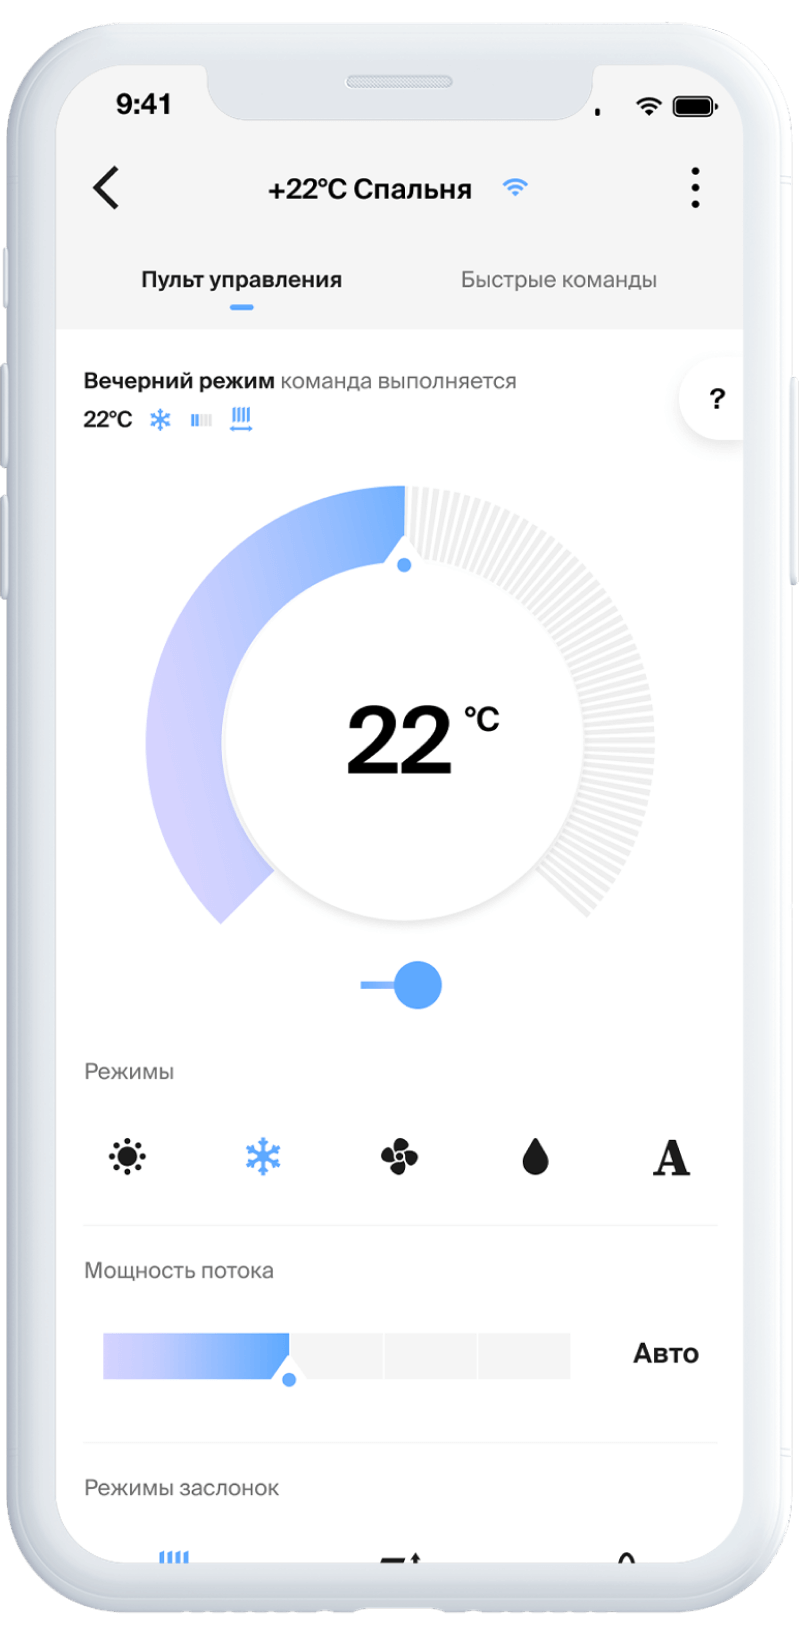 9:41
+22°C Спальня
Пульт управления
Быстрые команды
Вечерний режим команда выполняется
22°C
?
22 °C
Режимы
A
Мощность потока
Авто
Режимы заслонок